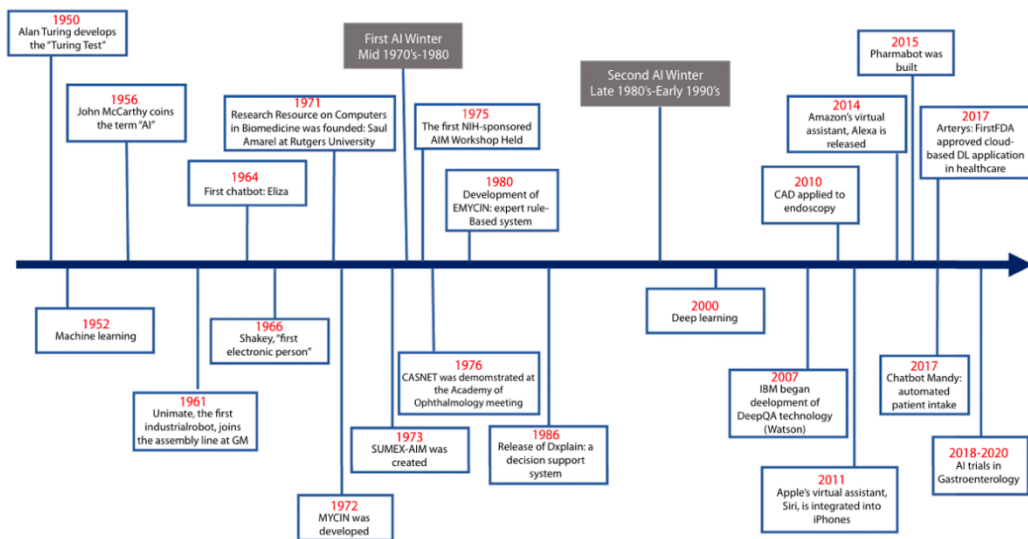 1950
Alan Turing develops
the "Turing Test"
1956
John McCarthy coins
the term "AI"
1964
First chatbot: Eliza
1971
Research Resource on Computers
in Biomedicine was founded: Saul
Amarel at Rutgers University
First AI Winter
Mid 1970's-1980
1975
The first NIH-sponsored
AIM Workshop Held
1980
Development of
EMYCIN: expert rule-
Based system
Second AI Winter
Late 1980's-Early 1990's
2010
CAD applied to
endoscopy
2014
Amazon's virtual
assistant, Alexa is
released
2015
Pharmabot was
built
2017
Arterys: FirstFDA
approved cloud-
based DL application
in healthcare
1952
Machine learning
1961
Unimate, the first
industrialrobot, joins
the assembly line at GM
1966
Shakey, "first
electronic person"
1972
MYCIN was
developed
1973
SUMEX-AIM was
created
1976
CASNET was demomstrated at
the Academy of
Ophthalmology meeting
1986
Release of Dxplain: a
decision support
system
2000
Deep learning
2007
IBM began
deelopment of
DeepQA technology
(Watson)
2011
Apple's virtual assistant,
Siri, is integrated into
iPhones
2017
Chatbot Mandy:
automated
patient intake
2018-2020
AI trials in
Gastroenterology